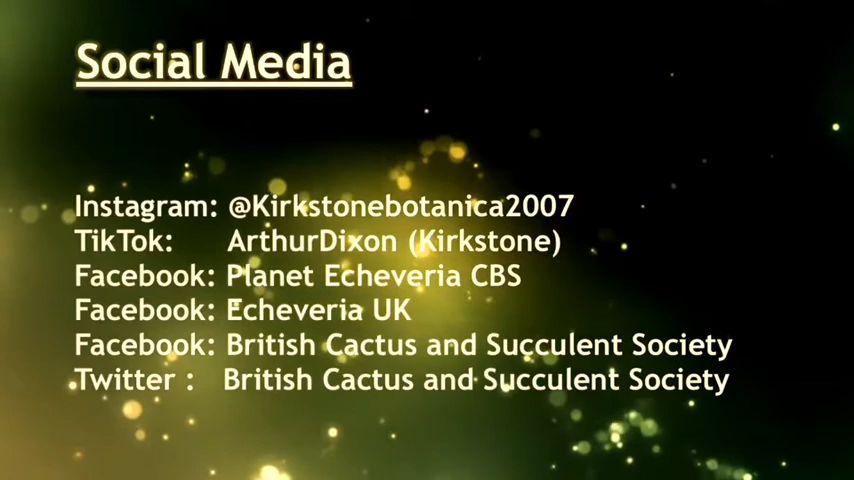 Social Media
Instagram: @Kirkstonebotanica2007
TikTok: ArthurDixon (Kirkstone)
Facebook: Planet Echeveria CBS
Facebook: Echeveria UK
Facebook: British Cactus and Succulent Society
Twitter : British Cactus and Succulent Society